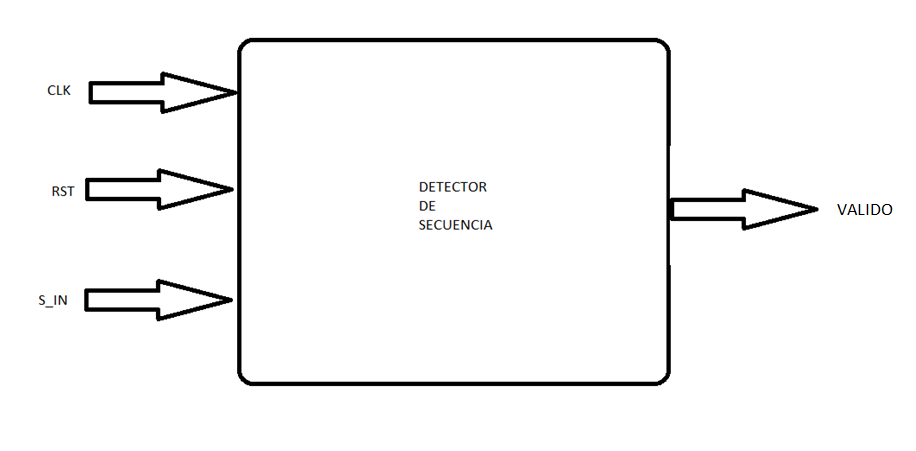 CLK
RST
S_IN
DETECTOR
DE
SECUENCIA
VALIDO